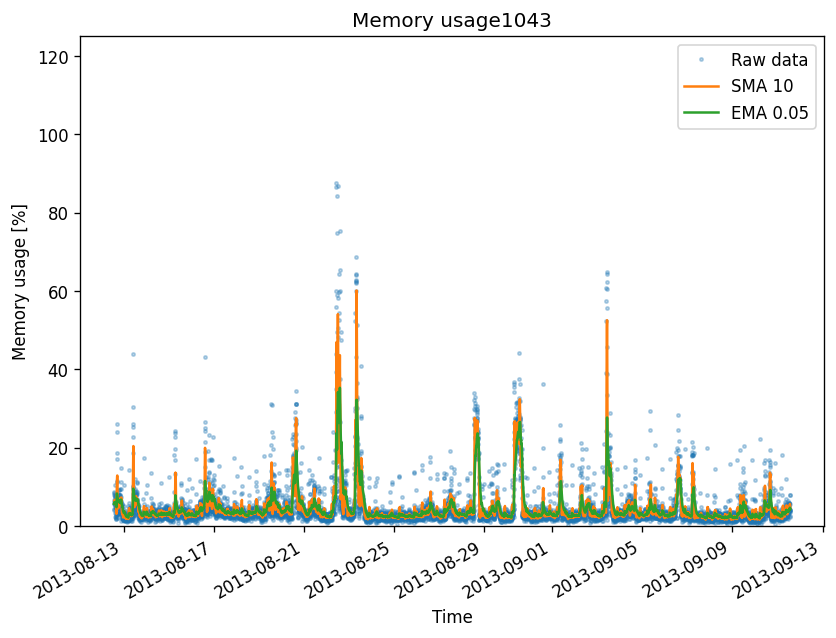 Memory usage1043
Raw data
SMA 10
EMA 0.05
Memory usage [%]
120
100
80
60
40
20
0
2013-08-13
2013-08-17
2013-08-21
2013-08-25
2013-08-29
2013-09-01
2013-09-05
2013-09-09
2013-09-13
Time